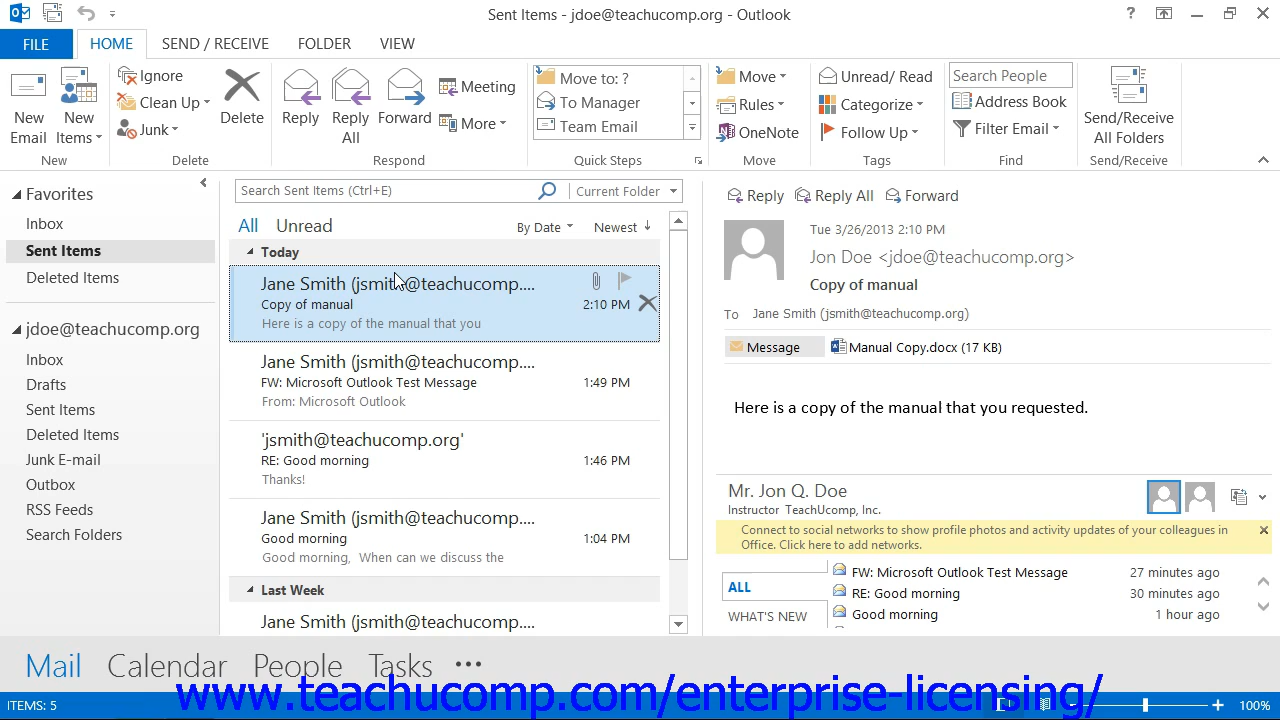 Sent Items - jdoe@teachucomp.org - Outlook
?
FILE
HOME
SEND / RECEIVE
FOLDER
VIEW
New Email
New Items
New
Ignore
Clean Up
Junk
Delete
Delete
Reply
Reply All
Forward
Meeting
More
Respond
Move to: ?
To Manager
Team Email
Quick Steps
Move
Rules
OneNote
Move
Unread/ Read
Categorize
Follow Up
Tags
Search People
Address Book
Filter Email
Find
Send/Receive All Folders
Send/Receive
Favorites
Inbox
Sent Items
Deleted Items
jdoe@teachucomp.org
Inbox
Drafts
Sent Items
Deleted Items
Junk E-mail
Outbox
RSS Feeds
Search Folders
Search Sent Items (Ctrl+E)
Current Folder
All
Unread
By Date
Newest
Today
Jane Smith (jsmith@teachucomp....
Copy of manual
2:10 PM
Here is a copy of the manual that you
Jane Smith (jsmith@teachucomp....
FW: Microsoft Outlook Test Message
1:49 PM
From: Microsoft Outlook
'jsmith@teachucomp.org'
RE: Good morning
1:46 PM
Thanks!
Jane Smith (jsmith@teachucomp....
Good morning
1:04 PM
Good morning, When can we discuss the
Last Week
Jane Smith (jsmith@teachucomp....
Reply
Reply All
Forward
Tue 3/26/2013 2:10 PM
Jon Doe <jdoe@teachucomp.org>
Copy of manual
To Jane Smith (jsmith@teachucomp.org)
Message
Manual Copy.docx (17 KB)
Here is a copy of the manual that you requested.
Mr. Jon Q. Doe
Instructor TeachUcomp, Inc.
Connect to social networks to show profile photos and activity updates of your colleagues in
Office. Click here to add networks.
ALL
WHAT'S NEW
FW: Microsoft Outlook Test Message
27 minutes ago
RE: Good morning
30 minutes ago
Good morning
1 hour ago
Mail
Calendar
People
Tasks
www.teachucomp.com/enterprise-licensing/
ITEMS: 5
100%